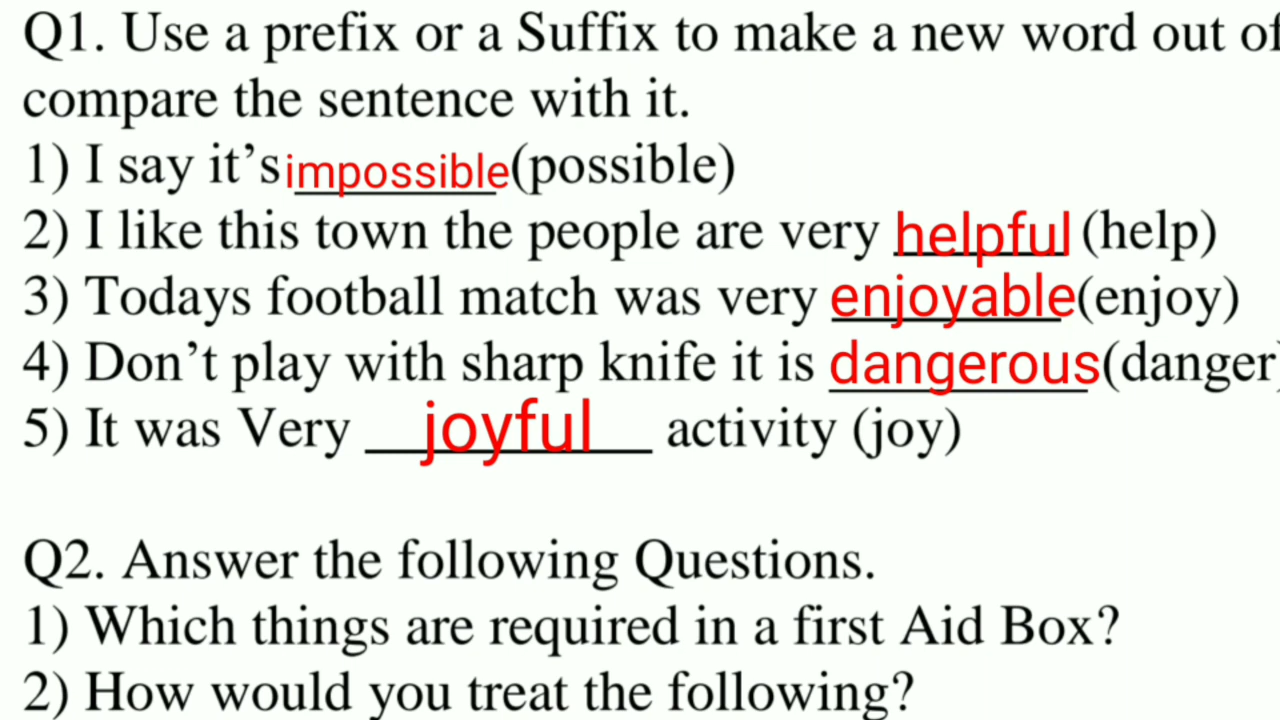 Q1. Use a prefix or a Suffix to make a new word out of
compare the sentence with it.
1) I say it’s impossible(possible)
2) I like this town the people are very helpful (help)
3) Todays football match was very enjoyable(enjoy)
4) Don’t play with sharp knife it is dangerous(danger)
5) It was Very __joyful__ activity (joy)
Q2. Answer the following Questions.
1) Which things are required in a first Aid Box?
2) How would you treat the following?